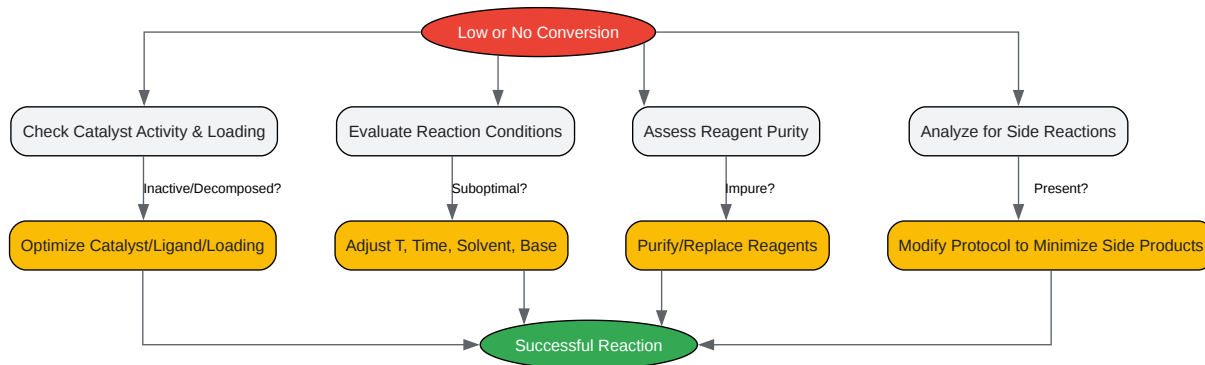 Low or No Conversion
Check Catalyst Activity & Loading
Evaluate Reaction Conditions
Assess Reagent Purity
Analyze for Side Reactions
Inactive/Decomposed?
Suboptimal?
Impure?
Present?
Optimize Catalyst/Ligand/Loading
Adjust T, Time, Solvent, Base
Purify/Replace Reagents
Modify Protocol to Minimize Side Products
Successful Reaction